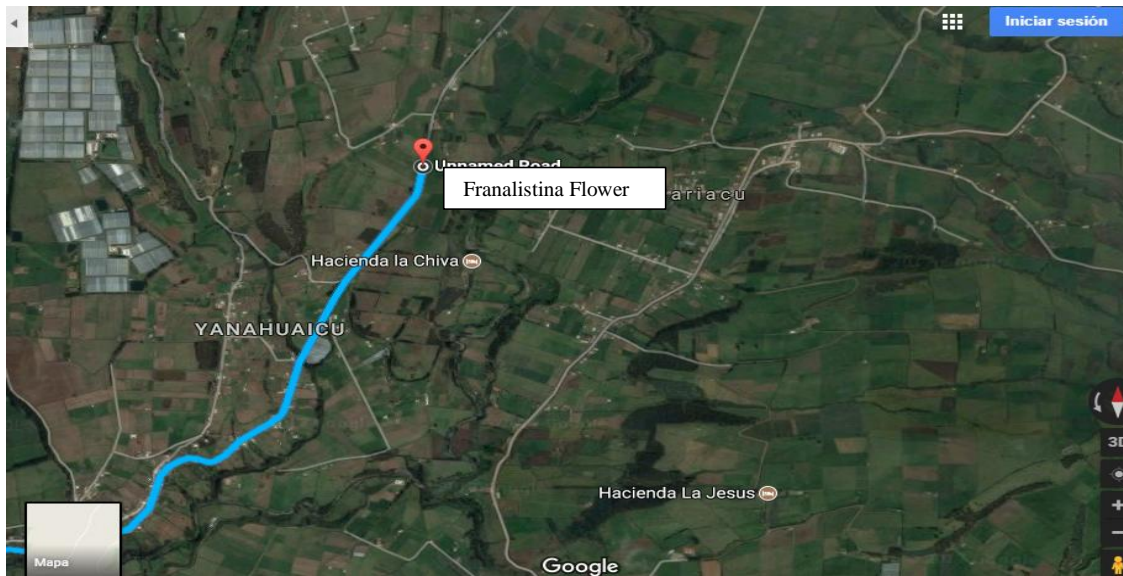 Iniciar sesión
Unnamed Road
Franalistina Flower
ariacu
Hacienda la Chiva
YANAHUAICU
Hacienda La Jesus
3D
Mapa
Google